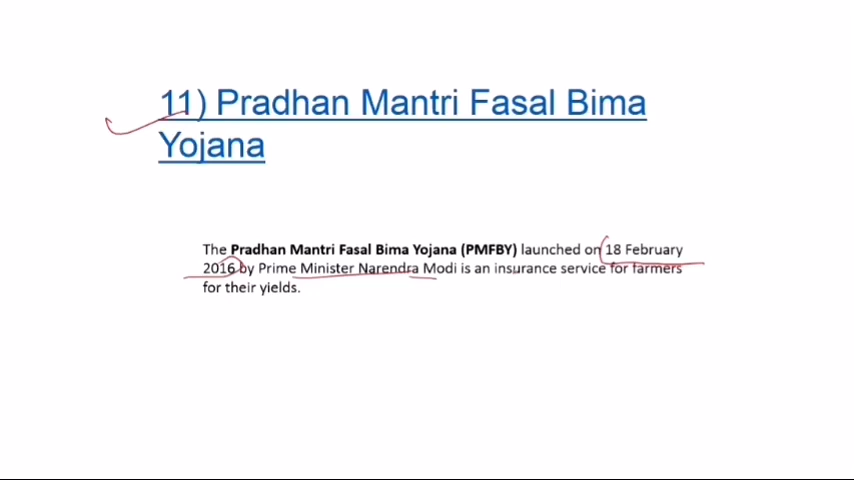 11) Pradhan Mantri Fasal Bima
Yojana
The Pradhan Mantri Fasal Bima Yojana (PMFBY) launched on 18 February
2016 by Prime Minister Narendra Modi is an insurance service for farmers
for their yields.